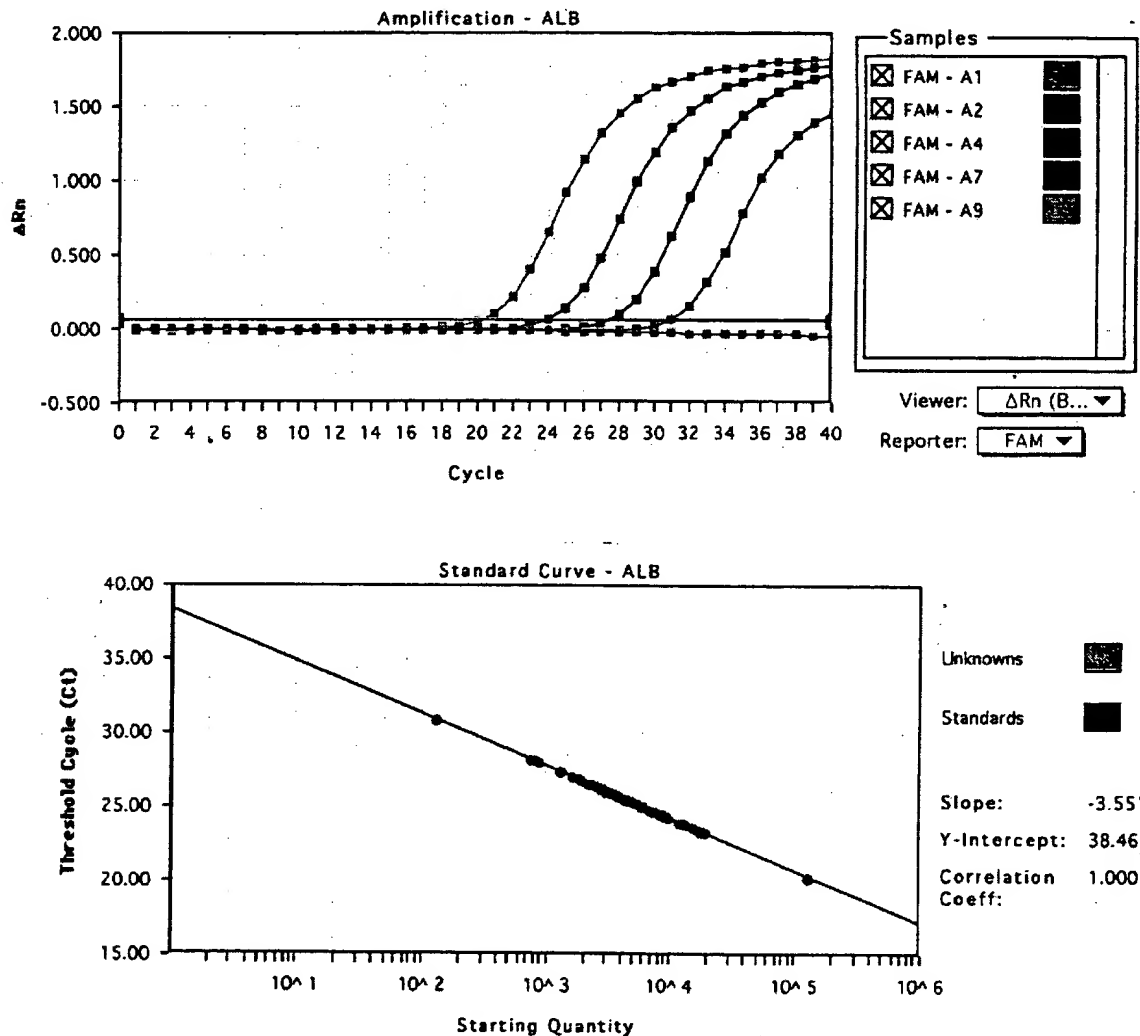 Amplification - ALB
2.000
1.500
1.000
0.500
0.000
-0.500
ΔRn
0 2 4 6 8 10 12 14 16 18 20 22 24 26 28 30 32 34 36 38 40
Cycle
Samples
FAM - A1
FAM - A2
FAM - A4
FAM - A7
FAM - A9
Viewer: ΔRn (B... ▼
Reporter: FAM ▼
Standard Curve - ALB
40.00
35.00
30.00
25.00
20.00
15.00
Threshold Cycle (Ct)
10^1 10^2 10^3 10^4 10^5 10^6
Starting Quantity
Unknowns
Standards
Slope: -3.55
Y-Intercept: 38.46
Correlation 1.000
Coeff: